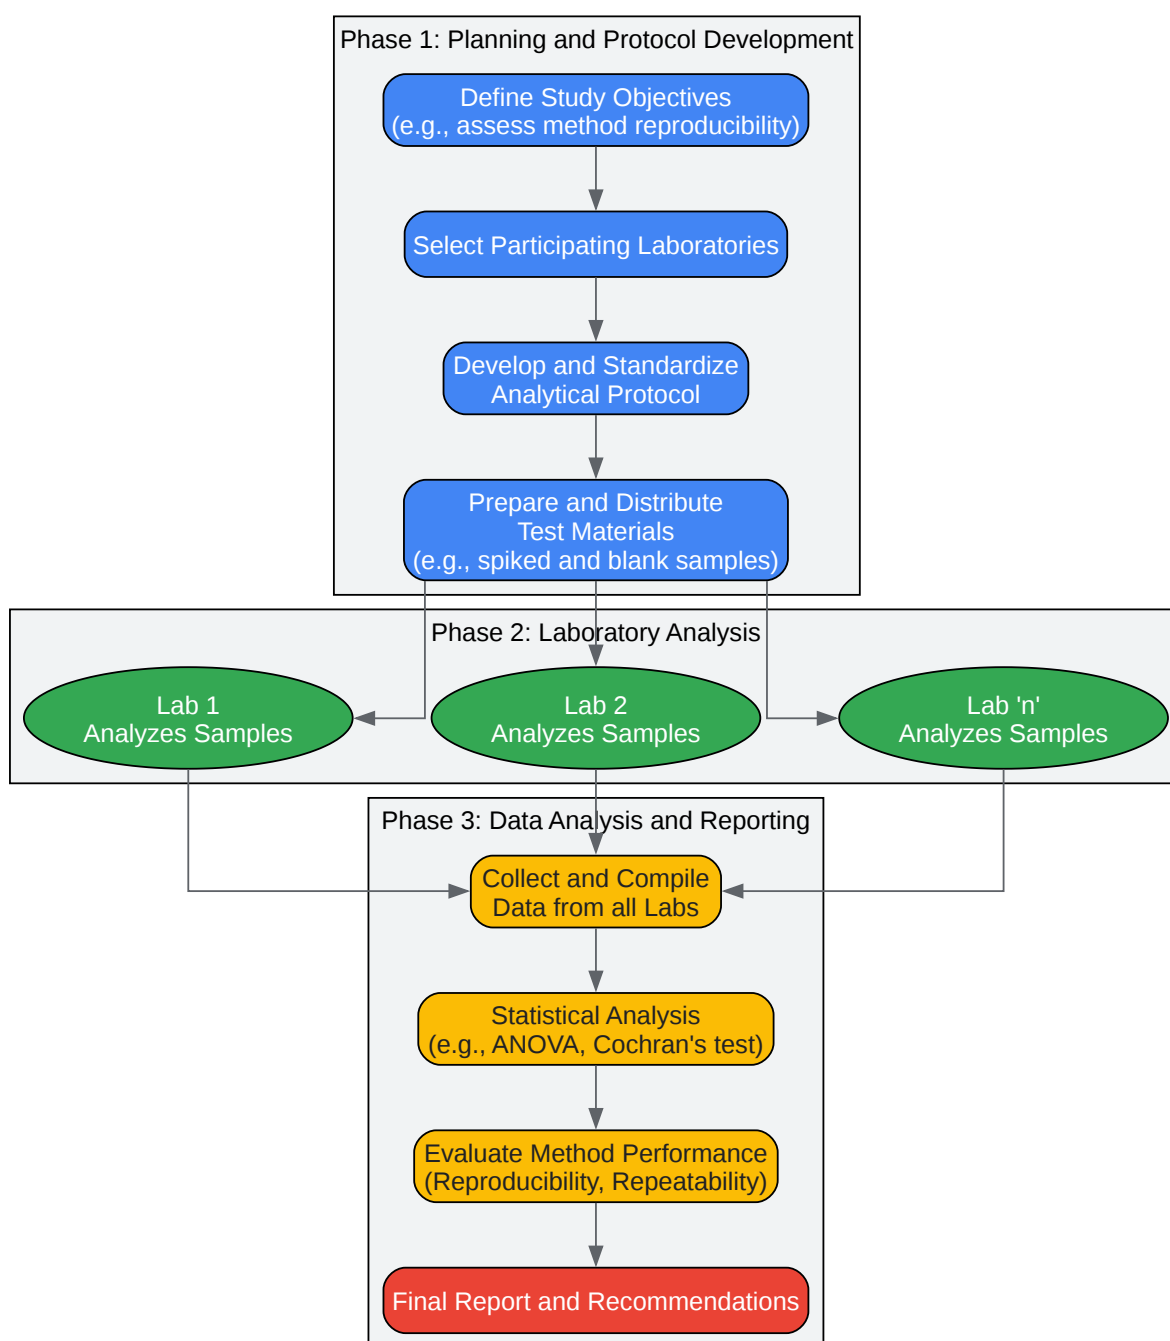 Phase 1: Planning and Protocol Development
Define Study Objectives
(e.g., assess method reproducibility)
Select Participating Laboratories
Develop and Standardize
Analytical Protocol
Prepare and Distribute
Test Materials
(e.g., spiked and blank samples)
Phase 2: Laboratory Analysis
Lab 1
Analyzes Samples
Lab 2
Analyzes Samples
Lab 'n'
Analyzes Samples
Phase 3: Data Analysis and Reporting
Collect and Compile
Data from all Labs
Statistical Analysis
(e.g., ANOVA, Cochran's test)
Evaluate Method Performance
(Reproducibility, Repeatability)
Final Report and Recommendations